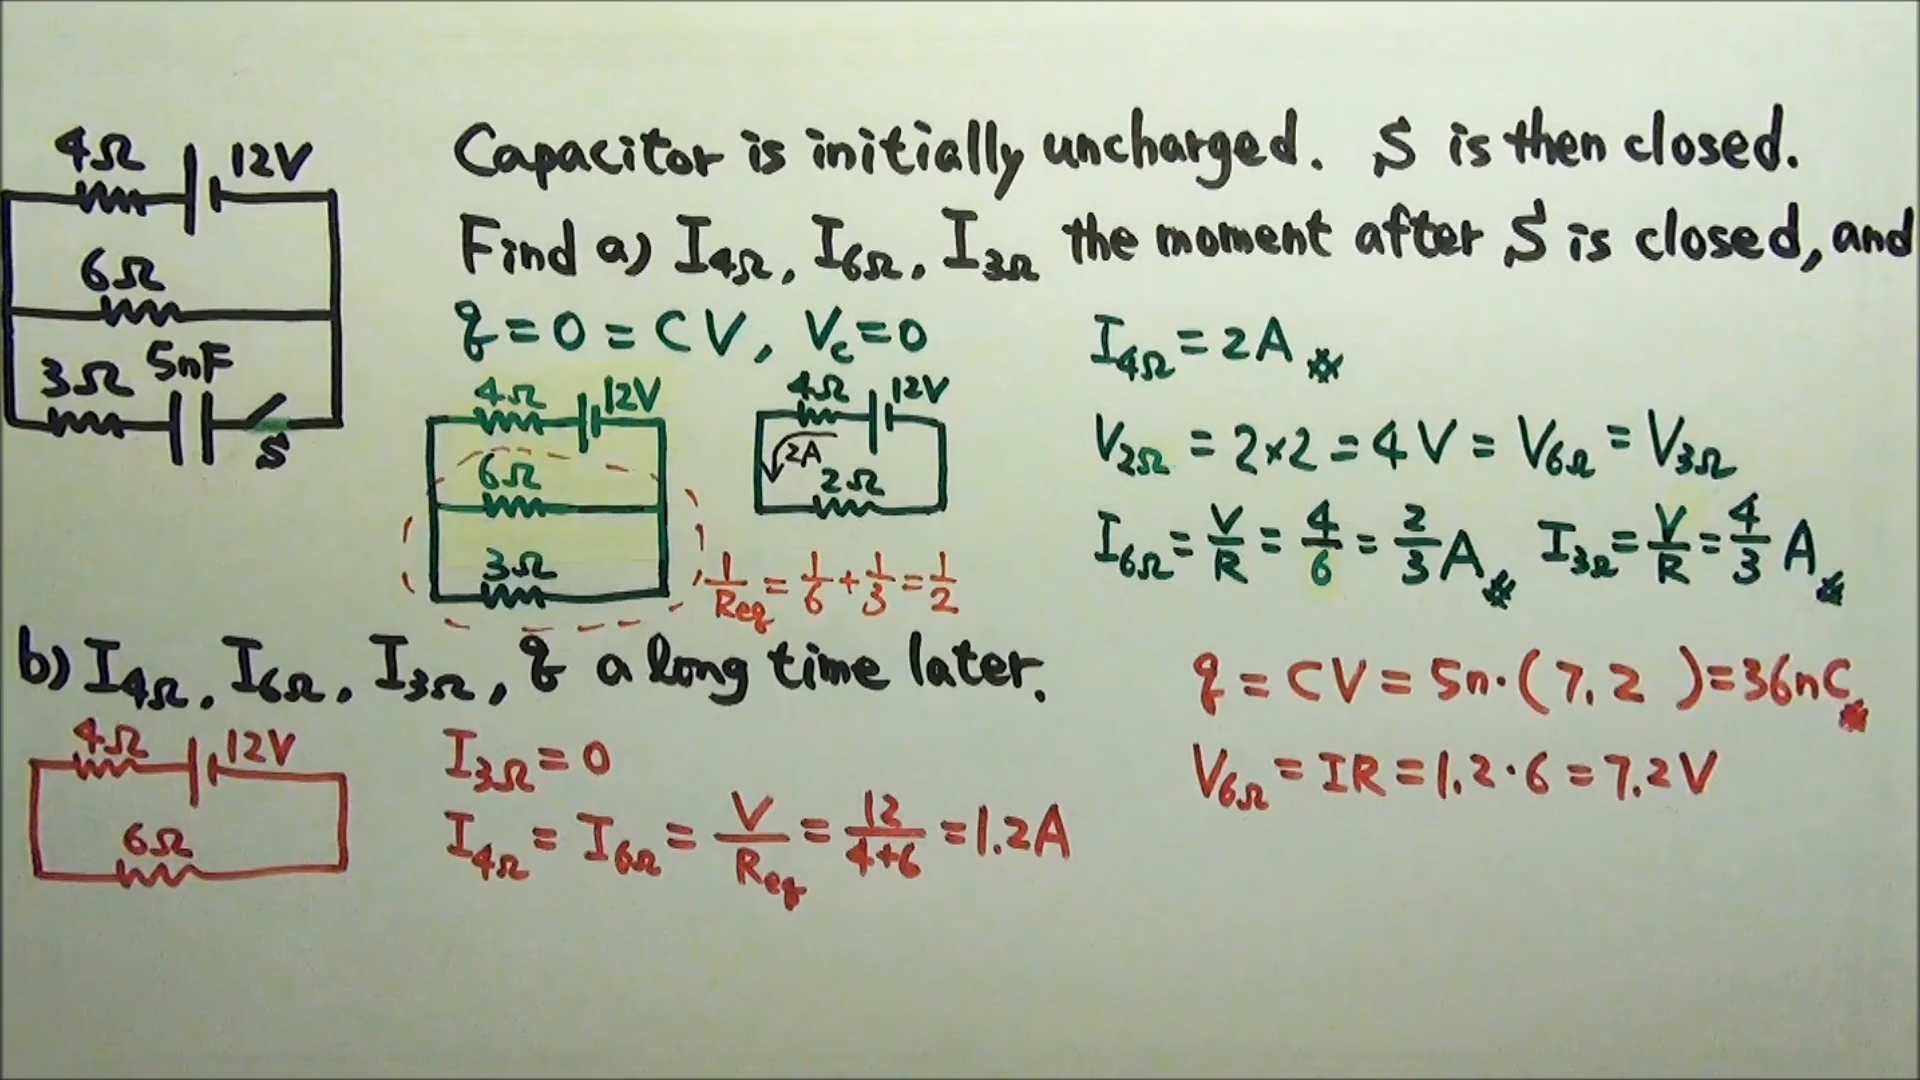 Capacitor is initially uncharged. S is then closed.
Find a) I4Ω, I6Ω, I3Ω the moment after S is closed, and
4Ω 12V
6Ω
3Ω 5nF
S
q = 0 = CV, Vc = 0
4Ω 12V
6Ω
3Ω
4Ω 12V
2A
2Ω
1/Req = 1/6 + 1/3 = 1/2
I4Ω = 2A *
V2Ω = 2×2 = 4V = V6Ω = V3Ω
I6Ω = V/R = 4/6 = 2/3 A * I3Ω = V/R = 4/3 A *
b) I4Ω, I6Ω, I3Ω, q a long time later.
4Ω 12V
6Ω
I3Ω = 0
I4Ω = I6Ω = V/Req = 12/4+6 = 1.2A
q = CV = 5n·(7.2 ) = 36nC *
V6Ω = IR = 1.2·6 = 7.2V